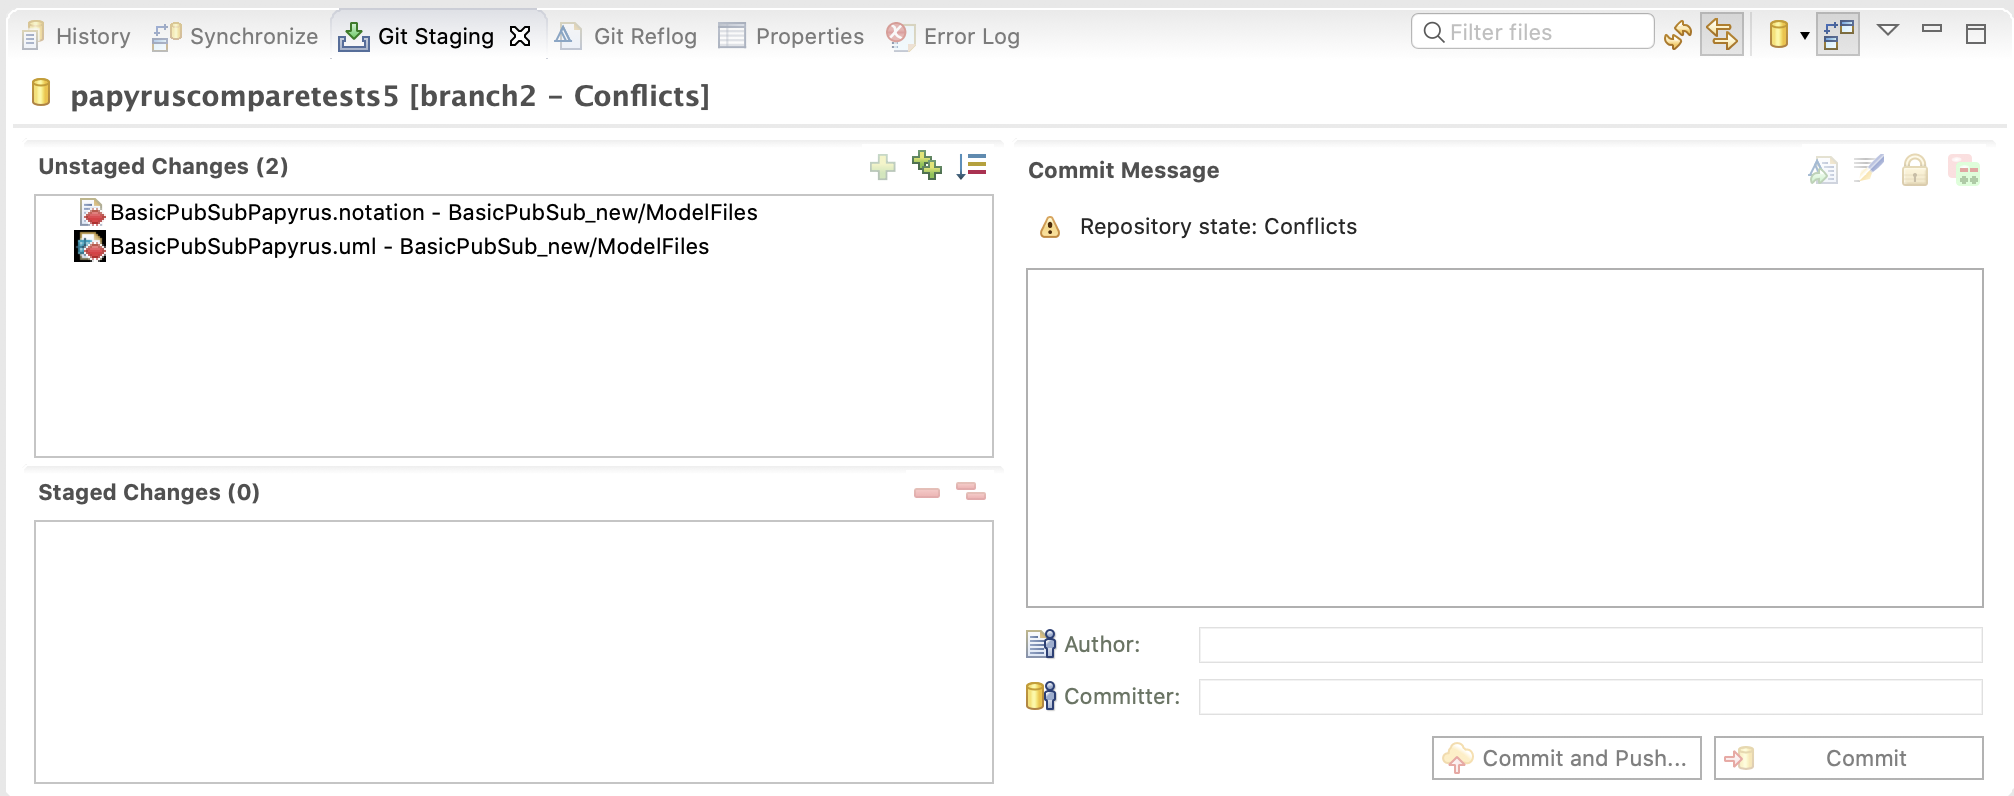 History Synchronize Git Staging Git Reflog Properties Error Log Filter files
papyruscomparetests5 [branch2 – Conflicts]
Unstaged Changes (2)
BasicPubSubPapyrus.notation - BasicPubSub_new/ModelFiles
BasicPubSubPapyrus.uml - BasicPubSub_new/ModelFiles
Staged Changes (0)
Commit Message
Repository state: Conflicts
Author:
Committer:
Commit and Push... Commit